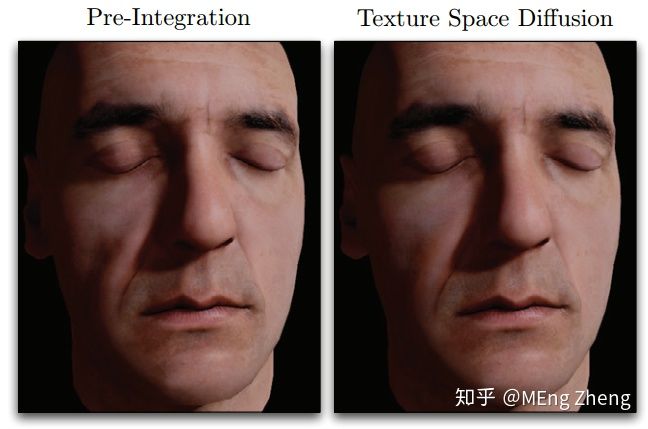 Pre-Integration
Texture Space Diffusion
知乎 @MEng Zheng